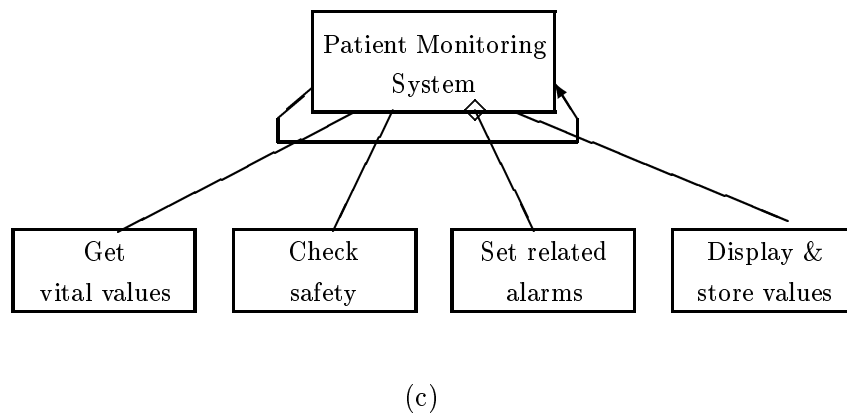 Patient Monitoring
System
Get
vital values
Check
safety
Set related
alarms
Display &
store values
(c)